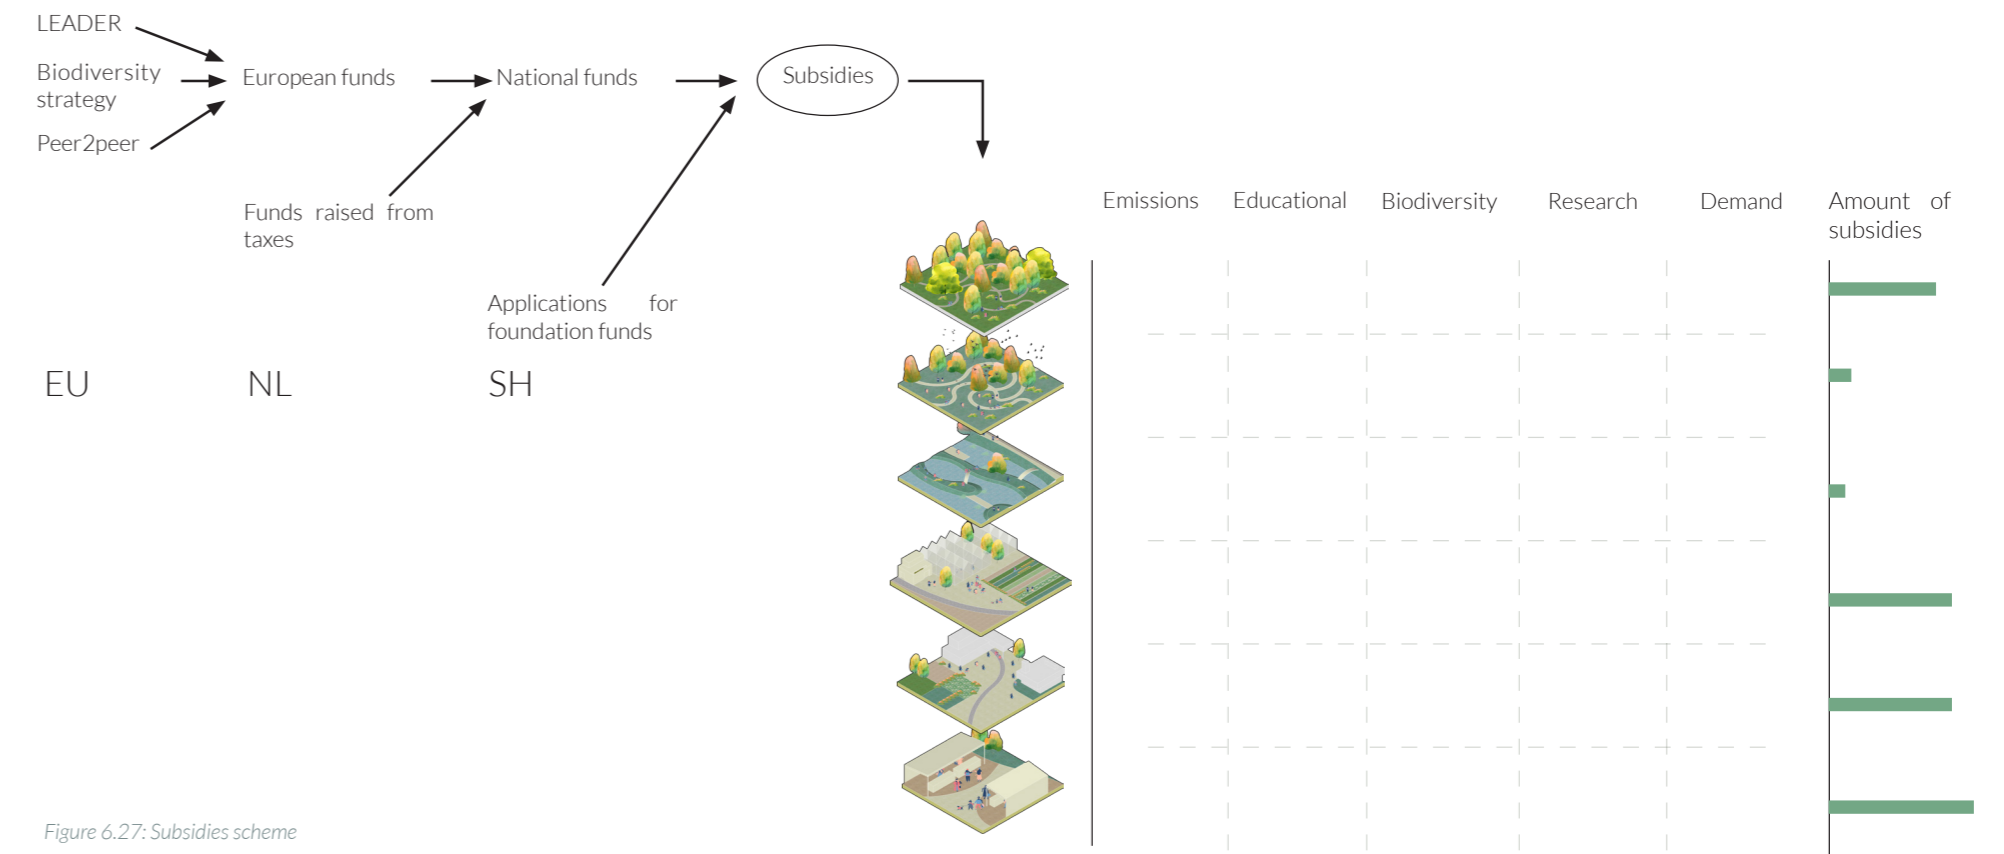 LEADER
Biodiversity
strategy
Peer2peer
European funds
National funds
Subsidies
Funds raised from
taxes
Applications for
foundation funds
EU
NL
SH
Emissions
Educational
Biodiversity
Research
Demand
Amount of
subsidies
Figure 6.27: Subsidies scheme